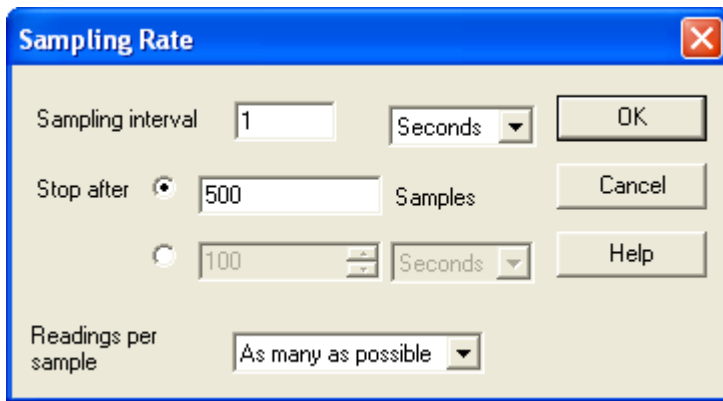 Sampling Rate
Sampling interval 1 Seconds OK
Stop after 500 Samples Cancel
100 Seconds Help
Readings per
sample
As many as possible